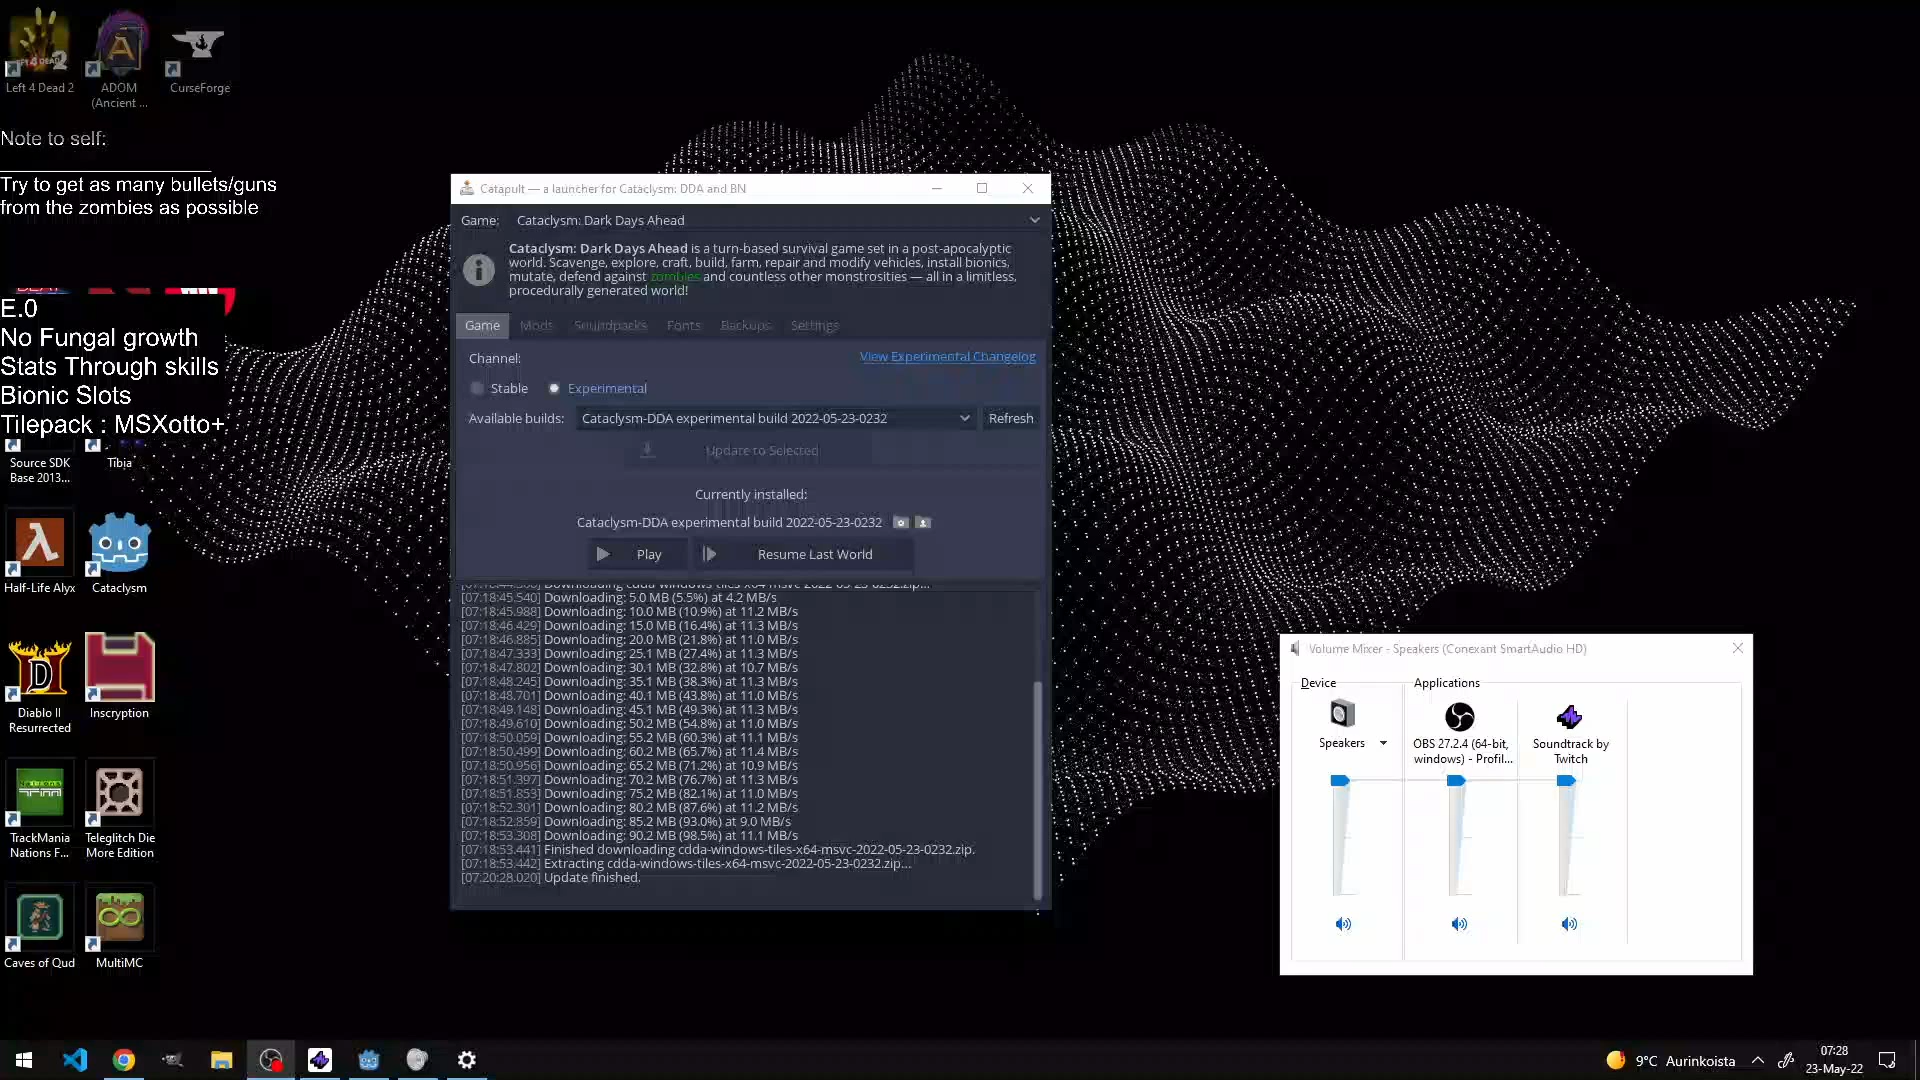 Left 4 Dead 2
ADOM
(Ancient ...
CurseForge
Note to self:
Try to get as many bullets/guns
from the zombies as possible
E.0
No Fungal growth
Stats Through skills
Bionic Slots
Tilepack : MSXotto+
Source SDK
Base 2013...
Tibia
Half-Life Alyx
Cataclysm
Diablo II
Resurrected
Inscryption
TrackMania
Nations F...
Teleglitch Die
More Edition
Caves of Qud
MultiMC
Catapult — a launcher for Cataclysm: DDA and BN
Game: Cataclysm: Dark Days Ahead
Cataclysm: Dark Days Ahead is a turn-based survival game set in a post-apocalyptic
world. Scavenge, explore, craft, build, farm, repair and modify vehicles, install bionics,
mutate, defend against zombies and countless other monstrosities — all in a limitless,
procedurally generated world!
Game Mods Soundpacks Fonts Backups Settings
Channel: View Experimental Changelog
Stable Experimental
Available builds: Cataclysm-DDA experimental build 2022-05-23-0232 Refresh
Update to Selected
Currently installed:
Cataclysm-DDA experimental build 2022-05-23-0232
Play Resume Last World
[07:18:45.540] Downloading: 5.0 MB (5.5%) at 4.2 MB/s
[07:18:45.988] Downloading: 10.0 MB (10.9%) at 11.2 MB/s
[07:18:46.429] Downloading: 15.0 MB (16.4%) at 11.3 MB/s
[07:18:46.885] Downloading: 20.0 MB (21.8%) at 11.0 MB/s
[07:18:47.333] Downloading: 25.1 MB (27.4%) at 11.3 MB/s
[07:18:47.802] Downloading: 30.1 MB (32.8%) at 10.7 MB/s
[07:18:48.245] Downloading: 35.1 MB (38.3%) at 11.3 MB/s
[07:18:48.701] Downloading: 40.1 MB (43.8%) at 11.0 MB/s
[07:18:49.148] Downloading: 45.1 MB (49.3%) at 11.3 MB/s
[07:18:49.610] Downloading: 50.2 MB (54.8%) at 11.0 MB/s
[07:18:50.059] Downloading: 55.2 MB (60.3%) at 11.1 MB/s
[07:18:50.499] Downloading: 60.2 MB (65.7%) at 11.4 MB/s
[07:18:50.956] Downloading: 65.2 MB (71.2%) at 10.9 MB/s
[07:18:51.397] Downloading: 70.2 MB (76.7%) at 11.3 MB/s
[07:18:51.853] Downloading: 75.2 MB (82.1%) at 11.0 MB/s
[07:18:52.301] Downloading: 80.2 MB (87.6%) at 11.2 MB/s
[07:18:52.859] Downloading: 85.2 MB (93.0%) at 9.0 MB/s
[07:18:53.308] Downloading: 90.2 MB (98.5%) at 11.1 MB/s
[07:18:53.441] Finished downloading cdda-windows-tiles-x64-msvc-2022-05-23-0232.zip.
[07:18:53.442] Extracting cdda-windows-tiles-x64-msvc-2022-05-23-0232.zip...
[07:20:28.020] Update finished.
Volume Mixer - Speakers (Conexant SmartAudio HD)
Device Applications
Speakers
OBS 27.2.4 (64-bit,
windows) - Profil...
Soundtrack by
Twitch
9°C Aurinkoista
07:28
23-May-22